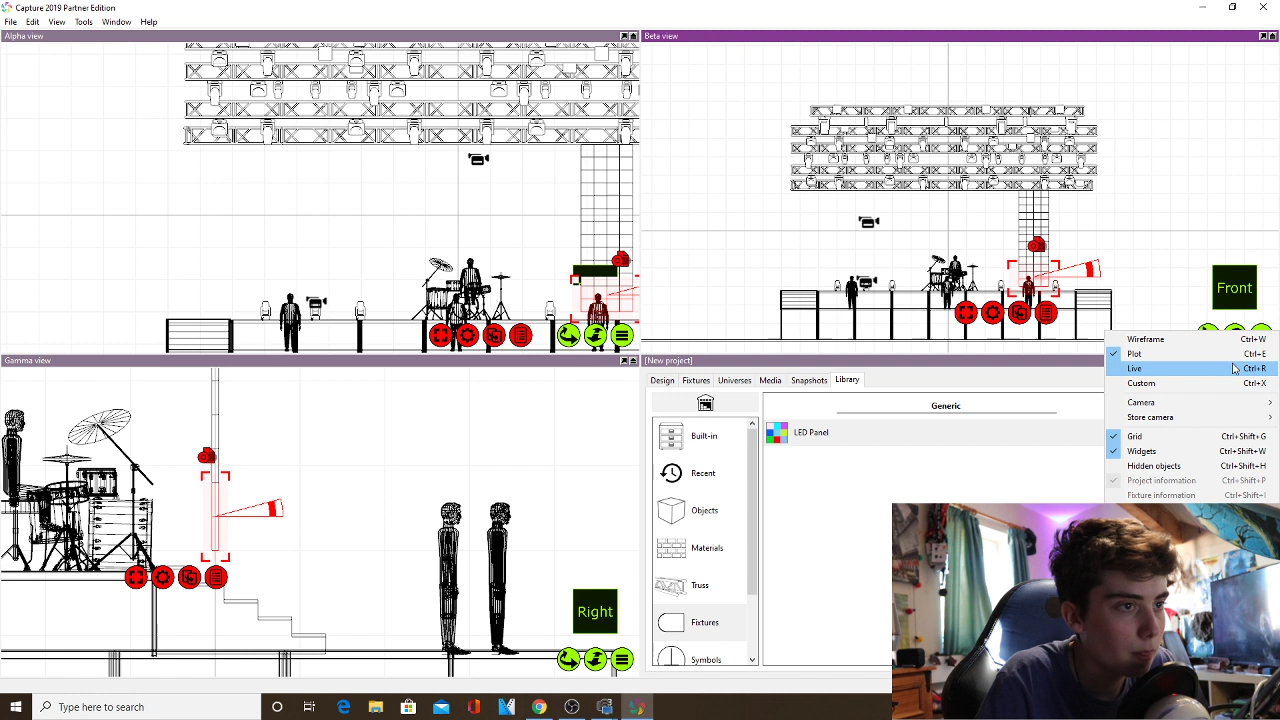 Capture 2019 Partner Edition
File Edit View Tools Window Help
Alpha view
Beta view
Front
Gamma view
Right
[New project]
Design Fixtures Universes Media Snapshots Library
Built-in
Recent
Objects
Materials
Truss
Fixtures
Symbols
Generic
LED Panel
Wireframe Ctrl+W
Plot Ctrl+E
Live Ctrl+R
Custom Ctrl+X
Camera
Store camera
Grid Ctrl+Shift+G
Widgets Ctrl+Shift+W
Hidden objects Ctrl+Shift+H
Project information Ctrl+Shift+P
Fixture information Ctrl+Shift+I
Type here to search